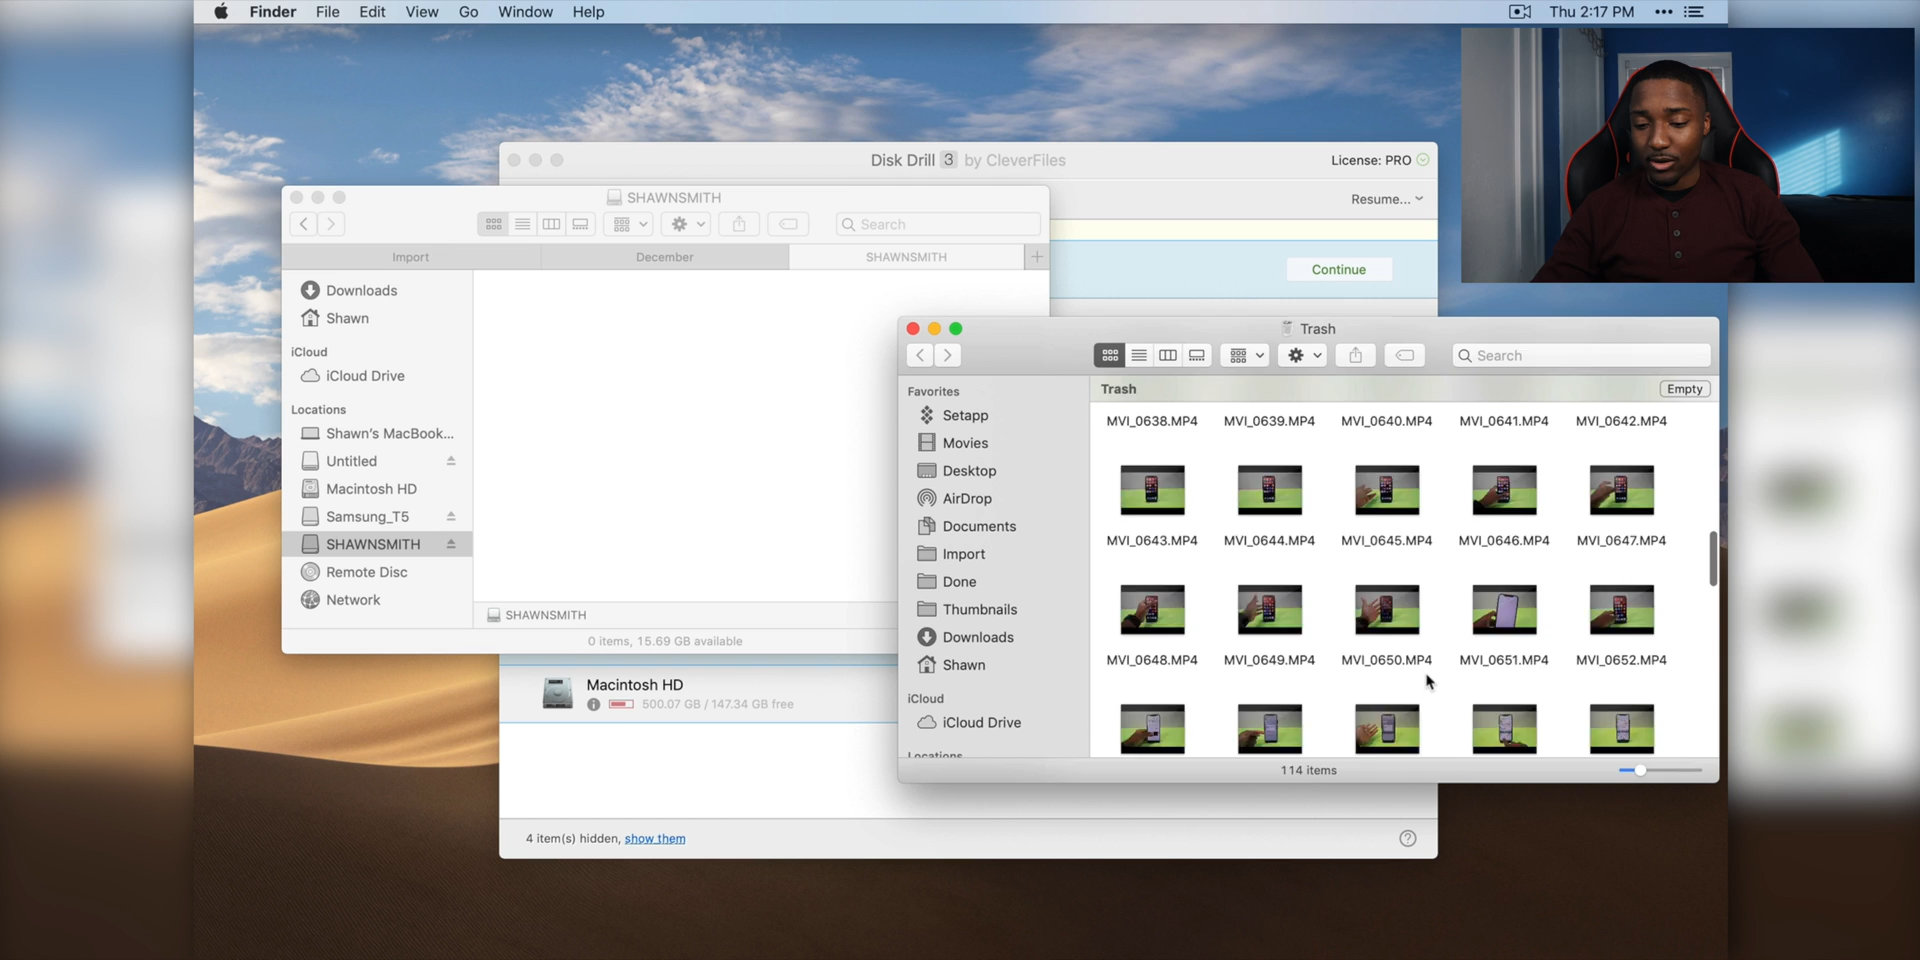 Finder File Edit View Go Window Help
Thu 2:17 PM
Disk Drill 3 by CleverFiles
License: PRO
Resume...
Continue
SHAWNSMITH
Search
Import
December
SHAWNSMITH
Downloads
Shawn
iCloud
iCloud Drive
Locations
Shawn's MacBook...
Untitled
Macintosh HD
Samsung_T5
SHAWNSMITH
Remote Disc
Network
SHAWNSMITH
0 items, 15.69 GB available
Macintosh HD
500.07 GB / 147.34 GB free
4 item(s) hidden, show them
Trash
Search
Favorites
Setapp
Movies
Desktop
AirDrop
Documents
Import
Done
Thumbnails
Downloads
Shawn
iCloud
iCloud Drive
Locations
Trash
Empty
MVI_0638.MP4 MVI_0639.MP4 MVI_0640.MP4 MVI_0641.MP4 MVI_0642.MP4
MVI_0643.MP4 MVI_0644.MP4 MVI_0645.MP4 MVI_0646.MP4 MVI_0647.MP4
MVI_0648.MP4 MVI_0649.MP4 MVI_0650.MP4 MVI_0651.MP4 MVI_0652.MP4
114 items